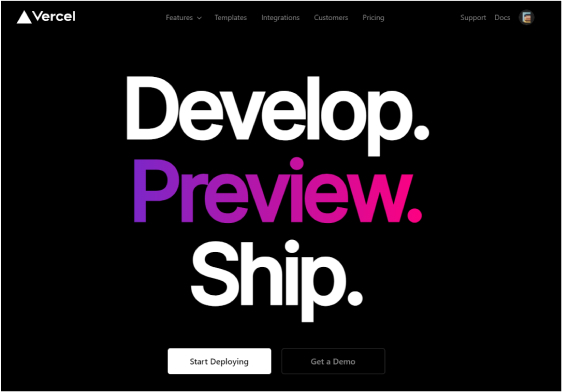 Vercel Features Templates Integrations Customers Pricing Support Docs
Develop.
Preview.
Ship.
Start Deploying Get a Demo